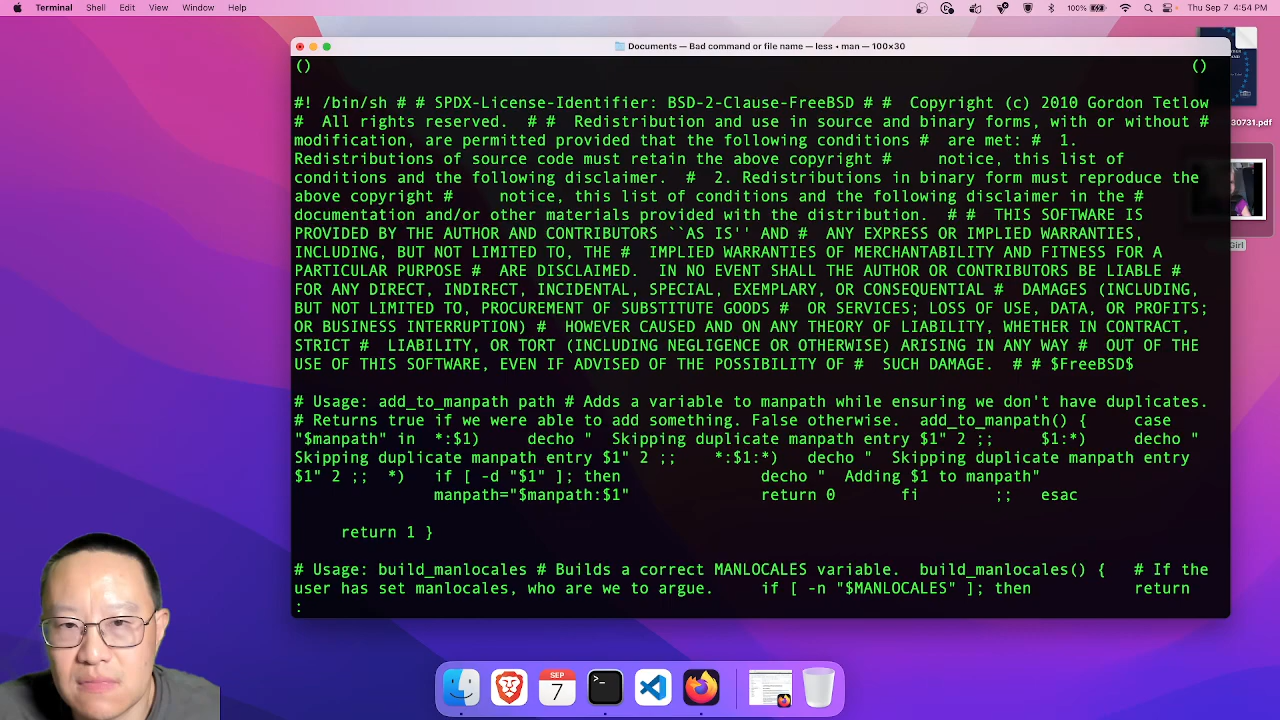 Terminal Shell Edit View Window Help 100% Thu Sep 7 4:54 PM
Documents — Bad command or file name — less • man — 100×30
() ()
#! /bin/sh # # SPDX-License-Identifier: BSD-2-Clause-FreeBSD # #  Copyright (c) 2010 Gordon Tetlow
#  All rights reserved.  # #  Redistribution and use in source and binary forms, with or without #
modification, are permitted provided that the following conditions #  are met: #  1.
Redistributions of source code must retain the above copyright #     notice, this list of
conditions and the following disclaimer.  #  2. Redistributions in binary form must reproduce the
above copyright #     notice, this list of conditions and the following disclaimer in the #
documentation and/or other materials provided with the distribution.  # #  THIS SOFTWARE IS
PROVIDED BY THE AUTHOR AND CONTRIBUTORS ``AS IS'' AND #  ANY EXPRESS OR IMPLIED WARRANTIES,
INCLUDING, BUT NOT LIMITED TO, THE #  IMPLIED WARRANTIES OF MERCHANTABILITY AND FITNESS FOR A
PARTICULAR PURPOSE #  ARE DISCLAIMED.  IN NO EVENT SHALL THE AUTHOR OR CONTRIBUTORS BE LIABLE #
FOR ANY DIRECT, INDIRECT, INCIDENTAL, SPECIAL, EXEMPLARY, OR CONSEQUENTIAL #  DAMAGES (INCLUDING,
BUT NOT LIMITED TO, PROCUREMENT OF SUBSTITUTE GOODS #  OR SERVICES; LOSS OF USE, DATA, OR PROFITS;
OR BUSINESS INTERRUPTION) #  HOWEVER CAUSED AND ON ANY THEORY OF LIABILITY, WHETHER IN CONTRACT,
STRICT #  LIABILITY, OR TORT (INCLUDING NEGLIGENCE OR OTHERWISE) ARISING IN ANY WAY #  OUT OF THE
USE OF THIS SOFTWARE, EVEN IF ADVISED OF THE POSSIBILITY OF #  SUCH DAMAGE.  # # $FreeBSD$
# Usage: add_to_manpath path # Adds a variable to manpath while ensuring we don't have duplicates.
# Returns true if we were able to add something. False otherwise.  add_to_manpath() {     case
"$manpath" in  *:$1)     decho "  Skipping duplicate manpath entry $1" 2 ;;     $1:*)     decho "
Skipping duplicate manpath entry $1" 2 ;;    *:$1:*)   decho "  Skipping duplicate manpath entry
$1" 2 ;;  *)   if [ -d "$1" ]; then               decho "  Adding $1 to manpath"
manpath="$manpath:$1"              return 0       fi        ;;   esac
return 1 }
# Usage: build_manlocales # Builds a correct MANLOCALES variable.  build_manlocales() {   # If the
user has set manlocales, who are we to argue.     if [ -n "$MANLOCALES" ]; then           return
:
30731.pdf
Girl
SEP
7